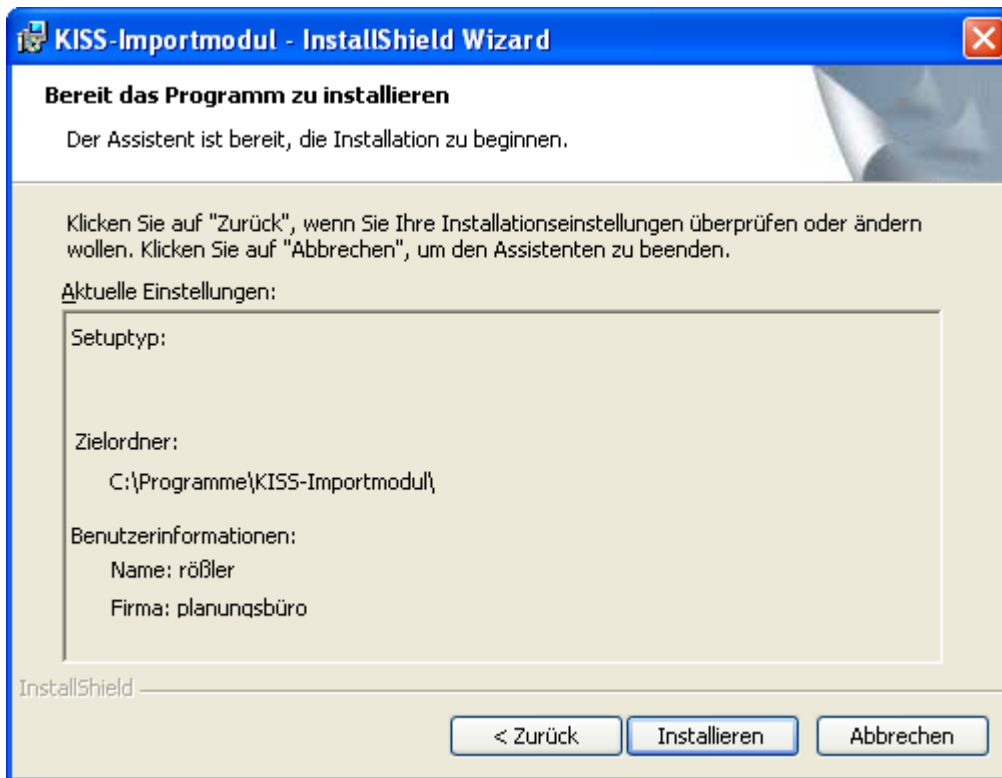 KISS-Importmodul - InstallShield Wizard
Bereit das Programm zu installieren
Der Assistent ist bereit, die Installation zu beginnen.
Klicken Sie auf "Zurück", wenn Sie Ihre Installationseinstellungen überprüfen oder ändern
wollen. Klicken Sie auf "Abbrechen", um den Assistenten zu beenden.
Aktuelle Einstellungen:
Setuptyp:
Zielordner:
C:\Programme\KISS-Importmodul\
Benutzerinformationen:
Name: rößler
Firma: planungsbüro
InstallShield
< Zurück Installieren Abbrechen